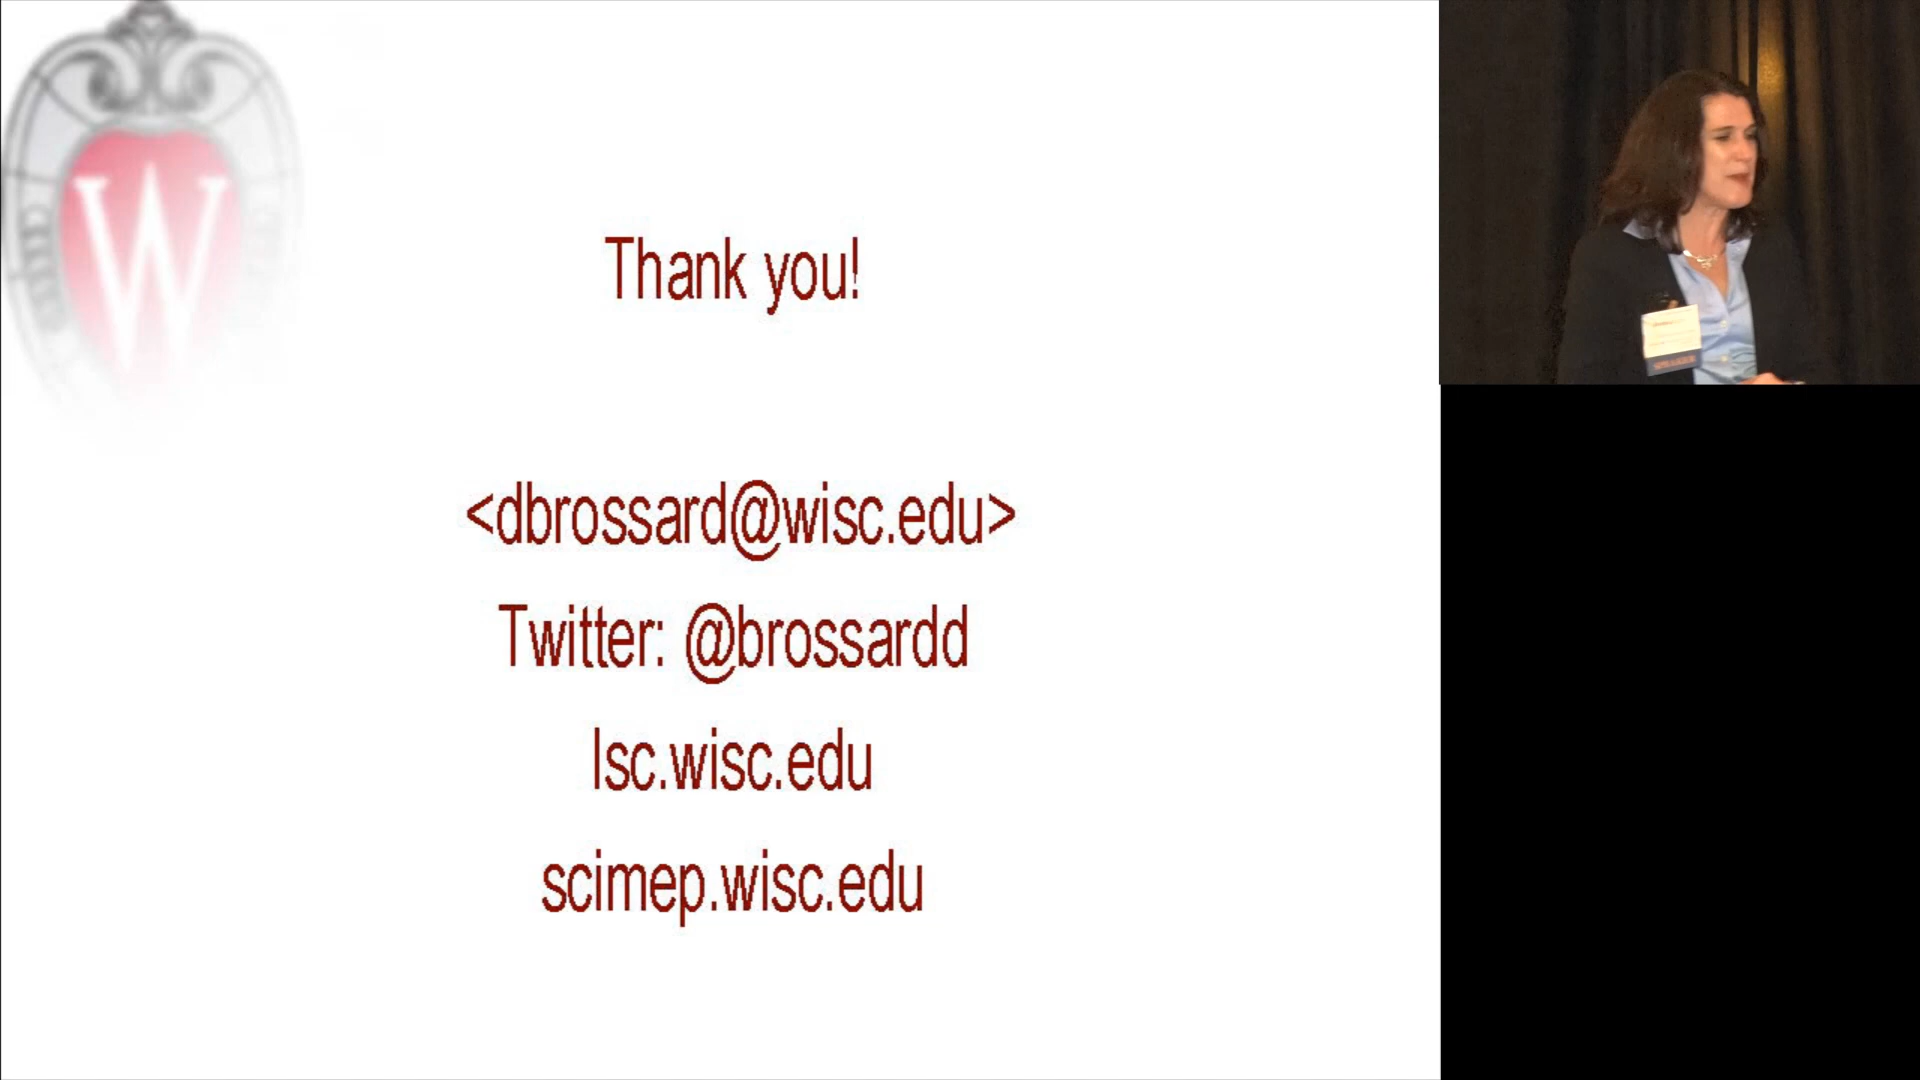 W
Thank you!
<dbrossard@wisc.edu>
Twitter: @brossardd
lsc.wisc.edu
scimep.wisc.edu